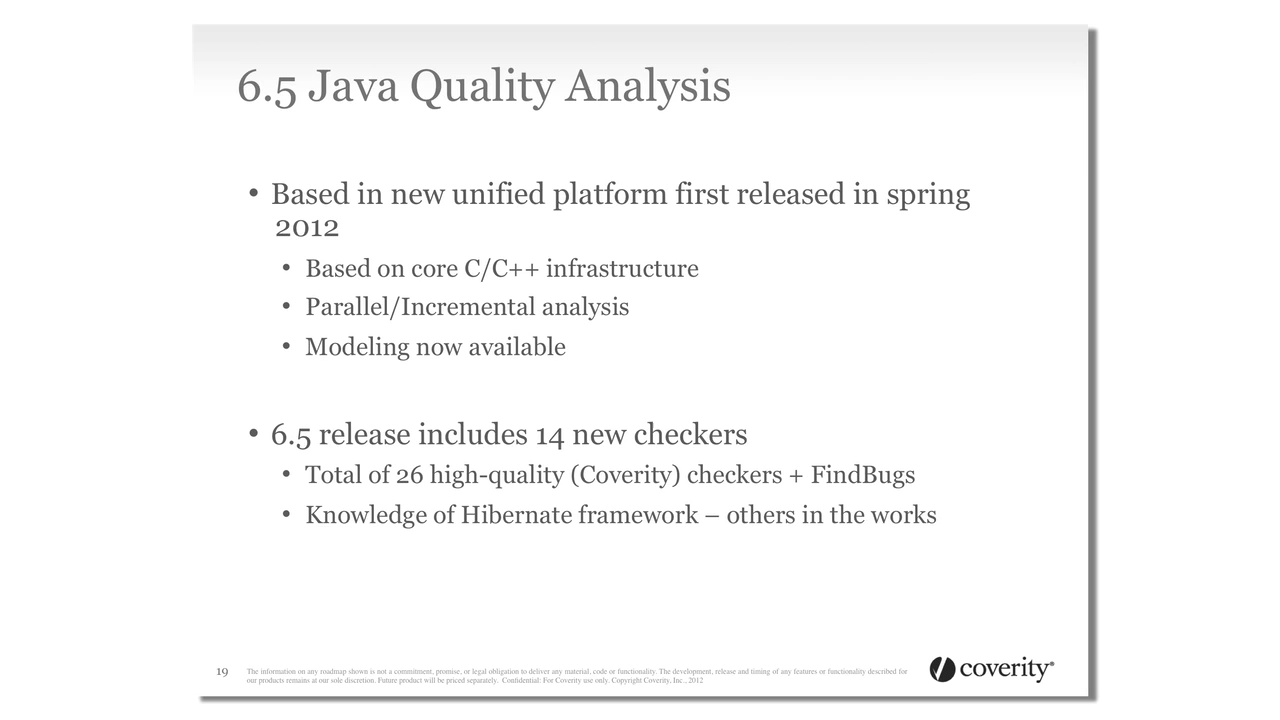 6.5 Java Quality Analysis
• Based in new unified platform first released in spring
2012
• Based on core C/C++ infrastructure
• Parallel/Incremental analysis
• Modeling now available
• 6.5 release includes 14 new checkers
• Total of 26 high-quality (Coverity) checkers + FindBugs
• Knowledge of Hibernate framework – others in the works
19
The information on any roadmap shown is not a commitment, promise, or legal obligation to deliver any material, code or functionality. The development, release and timing of any features or functionality described for
our products remains at our sole discretion. Future product will be priced separately. Confidential: For Coverity use only. Copyright Coverity, Inc., 2012
coverity®